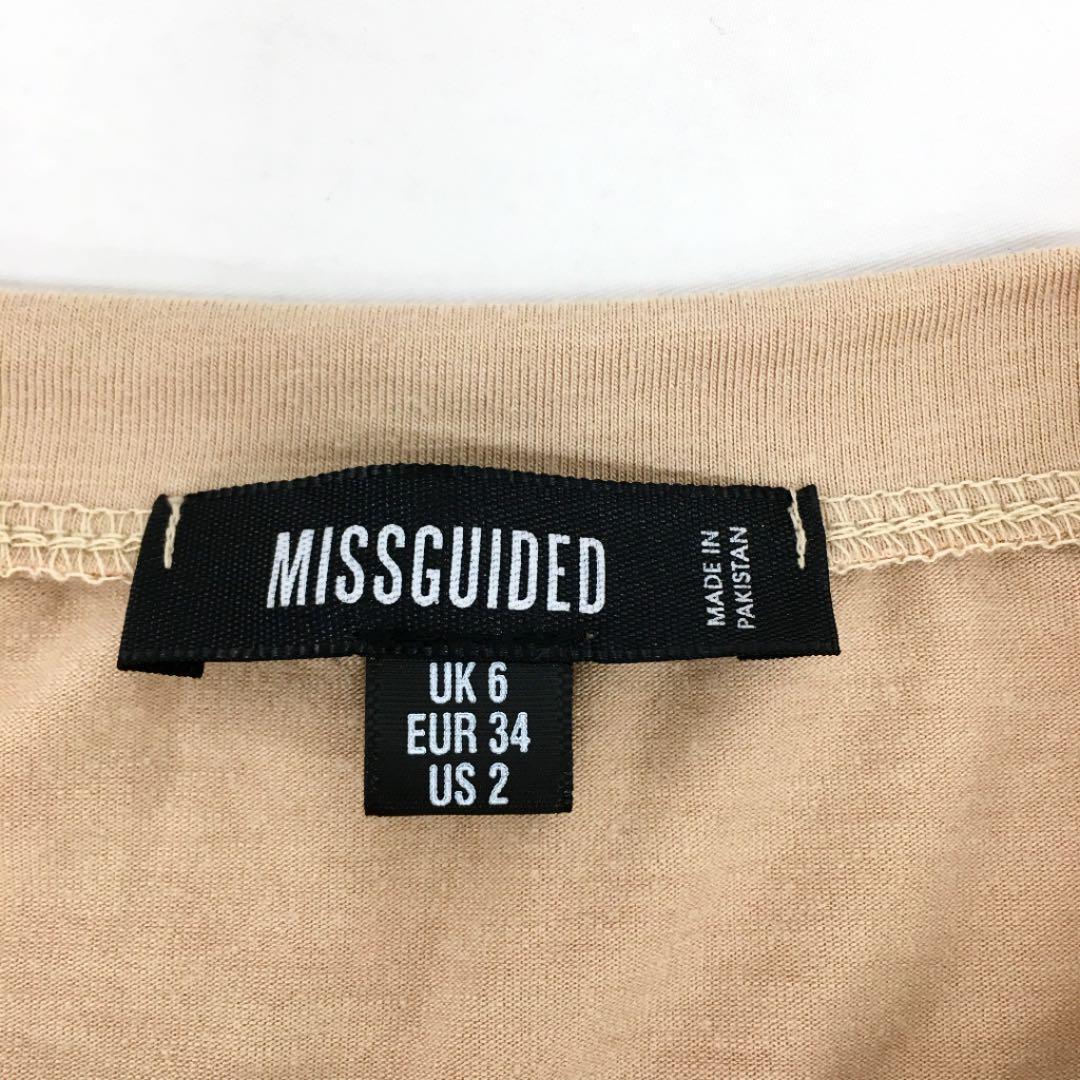 MISSGUIDED
MADE IN
PAKISTAN
UK 6
EUR 34
US 2